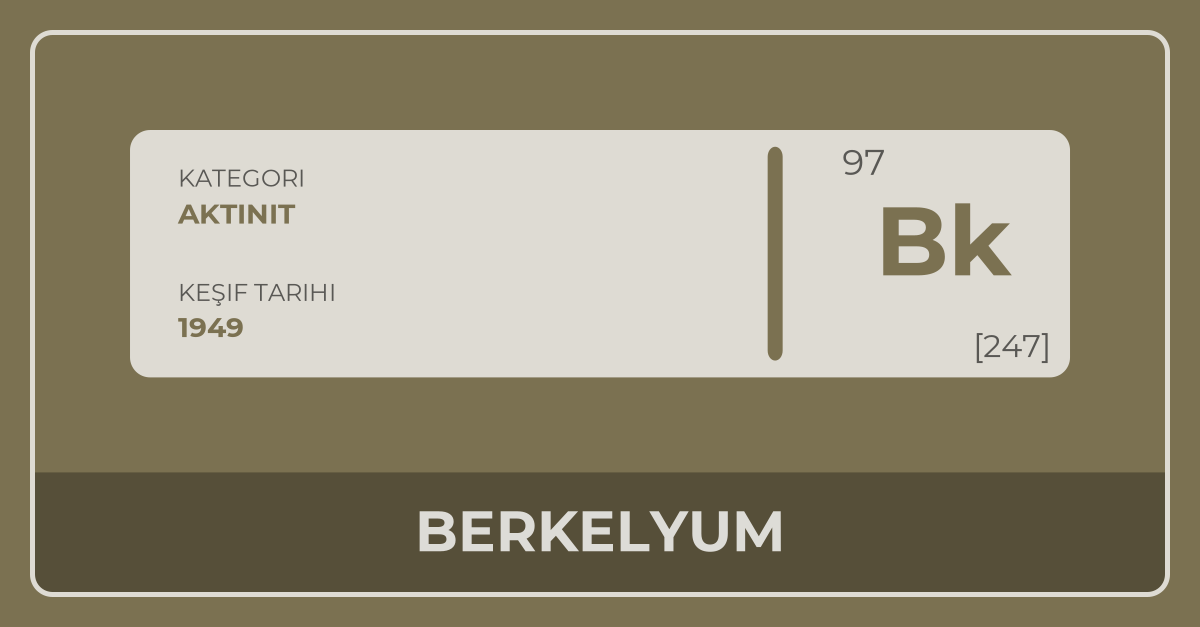 KATEGORI
AKTINIT
KEŞIF TARIHI
1949
97
Bk
[247]
BERKELYUM